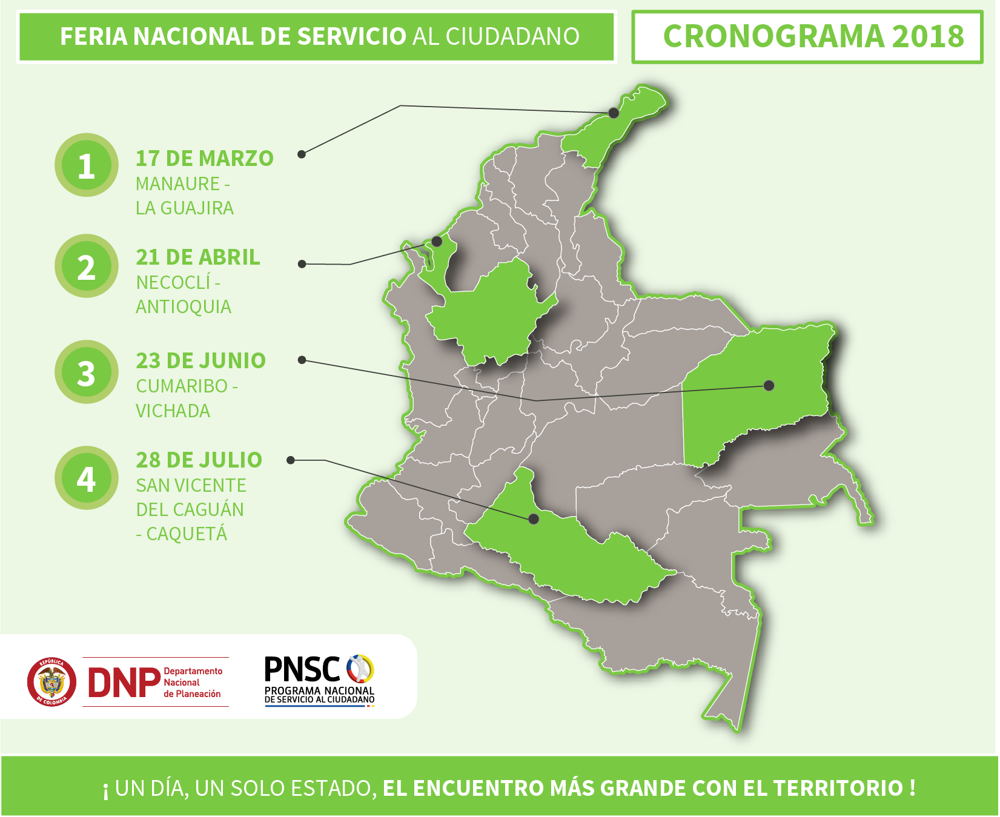 FERIA NACIONAL DE SERVICIO AL CIUDADANO
CRONOGRAMA 2018
1
17 DE MARZO
MANAURE -
LA GUAJIRA
2
21 DE ABRIL
NECOCLÍ -
ANTIOQUIA
3
23 DE JUNIO
CUMARIBO -
VICHADA
4
28 DE JULIO
SAN VICENTE
DEL CAGUÁN
- CAQUETÁ
REPÚBLICA
DE COLOMBIA
DNP
Departamento
Nacional
de Planeación
PNSC
PROGRAMA NACIONAL
DE SERVICIO AL CIUDADANO
¡ UN DÍA, UN SOLO ESTADO, EL ENCUENTRO MÁS GRANDE CON EL TERRITORIO !